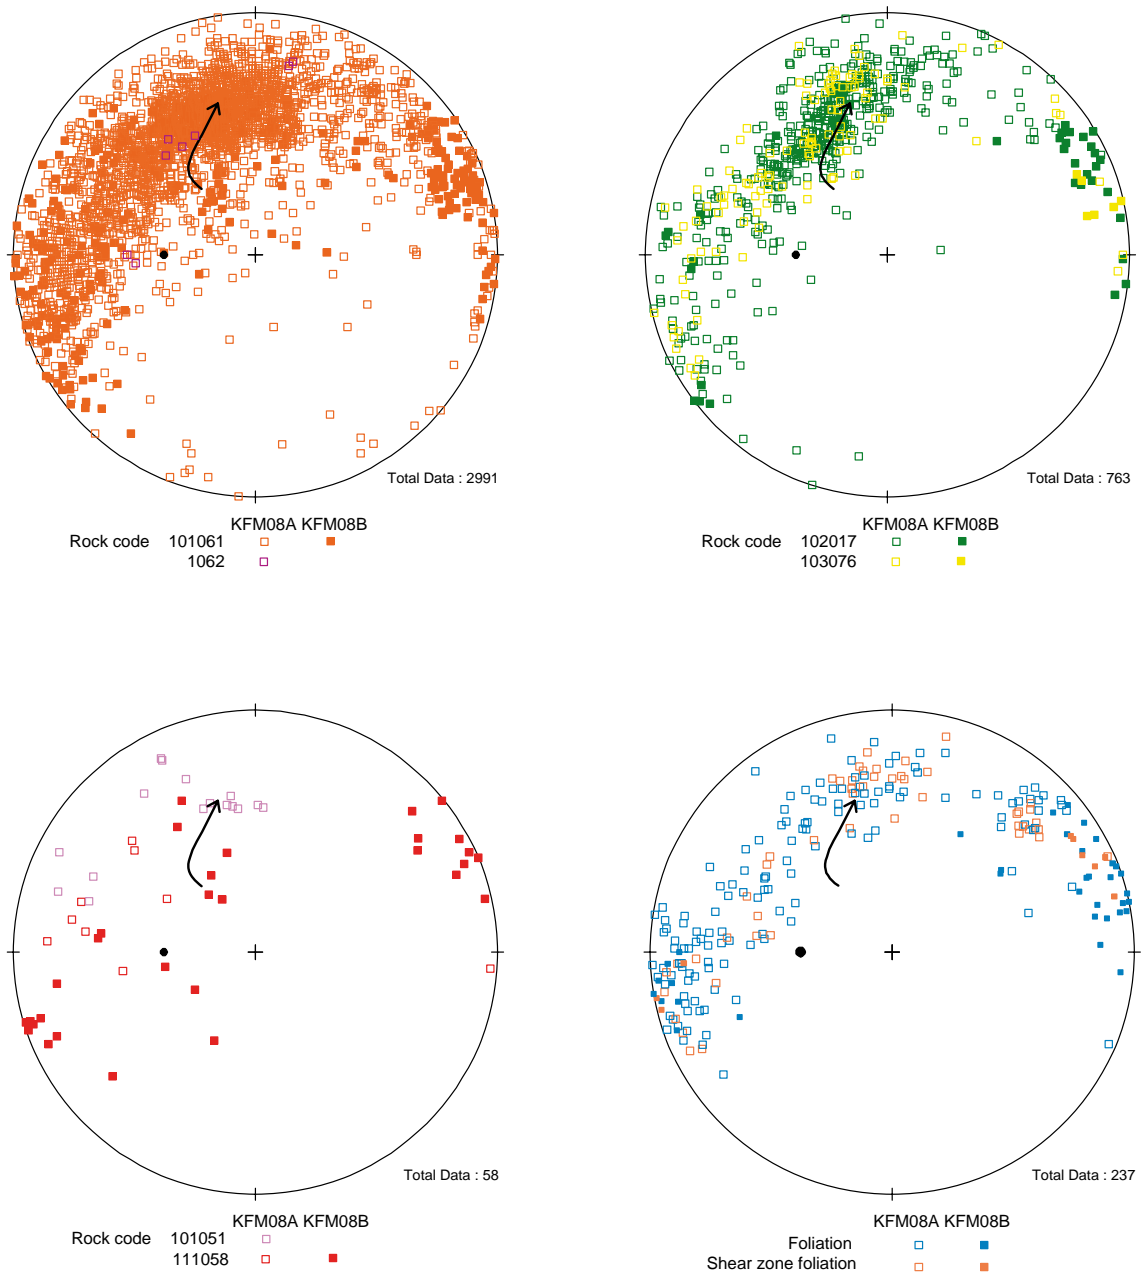 Total Data : 2991
KFM08A KFM08B
Rock code 101061
1062
Total Data : 763
KFM08A KFM08B
Rock code 102017
103076
Total Data : 58
KFM08A KFM08B
Rock code 101051
111058
Total Data : 237
KFM08A KFM08B
Foliation
Shear zone foliation